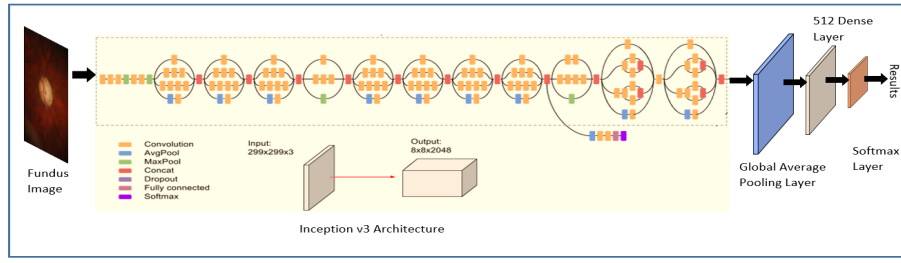 512 Dense
Layer
Results
Fundus
Image
Convolution
AvgPool
MaxPool
Concat
Dropout
Fully connected
Softmax
Input:
299x299x3
Output:
8x8x2048
Inception v3 Architecture
Global Average
Pooling Layer
Softmax
Layer